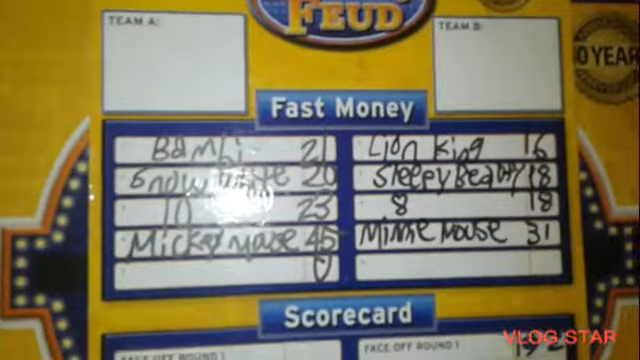 FEUD
TEAM A:
TEAM B:
0 YEAR
Fast Money
Bambi 21 Lion King 16
Snow White 20 Sleepy Beauty 18
10 23 8 18
Mickey Mouse 45 Minnie Mouse 31
0
Scorecard
FACE OFF ROUND 1
FACE OFF ROUND 1
VLOG STAR